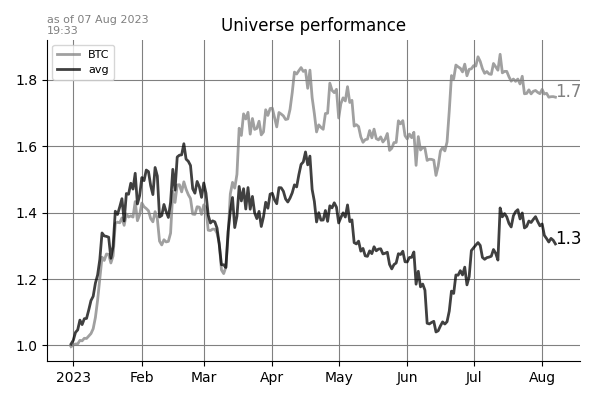 as of 07 Aug 2023
19:33
Universe performance
BTC
avg
1.8
1.6
1.4
1.2
1.0
1.7
1.3
2023 Feb Mar Apr May Jun Jul Aug